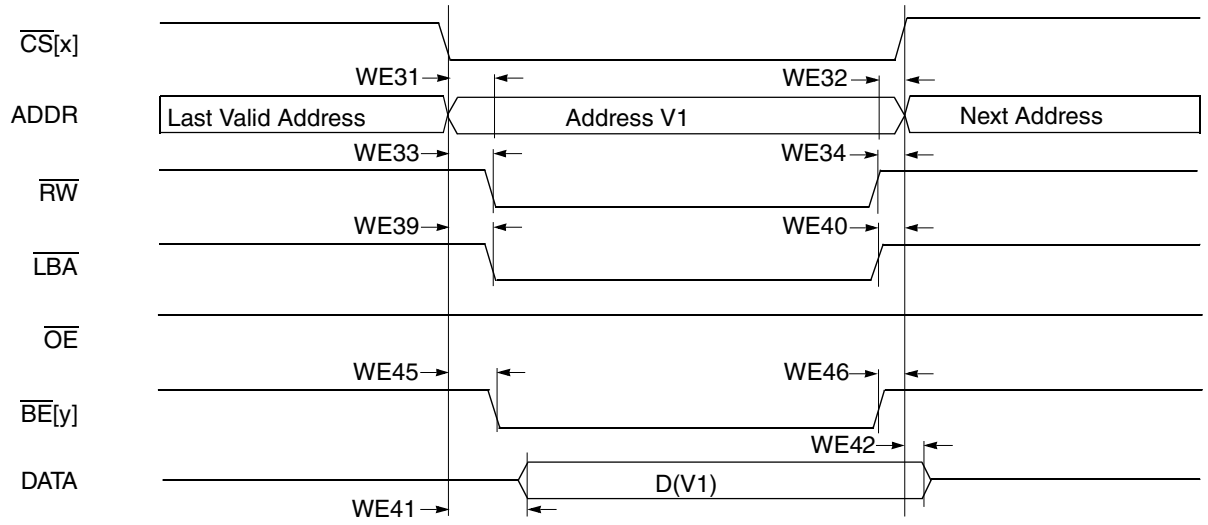 CS[x]
WE31 WE32
ADDR Last Valid Address Address V1 Next Address
WE33 WE34
RW
WE39 WE40
LBA
OE
WE45 WE46
BE[y]
WE42
DATA D(V1)
WE41